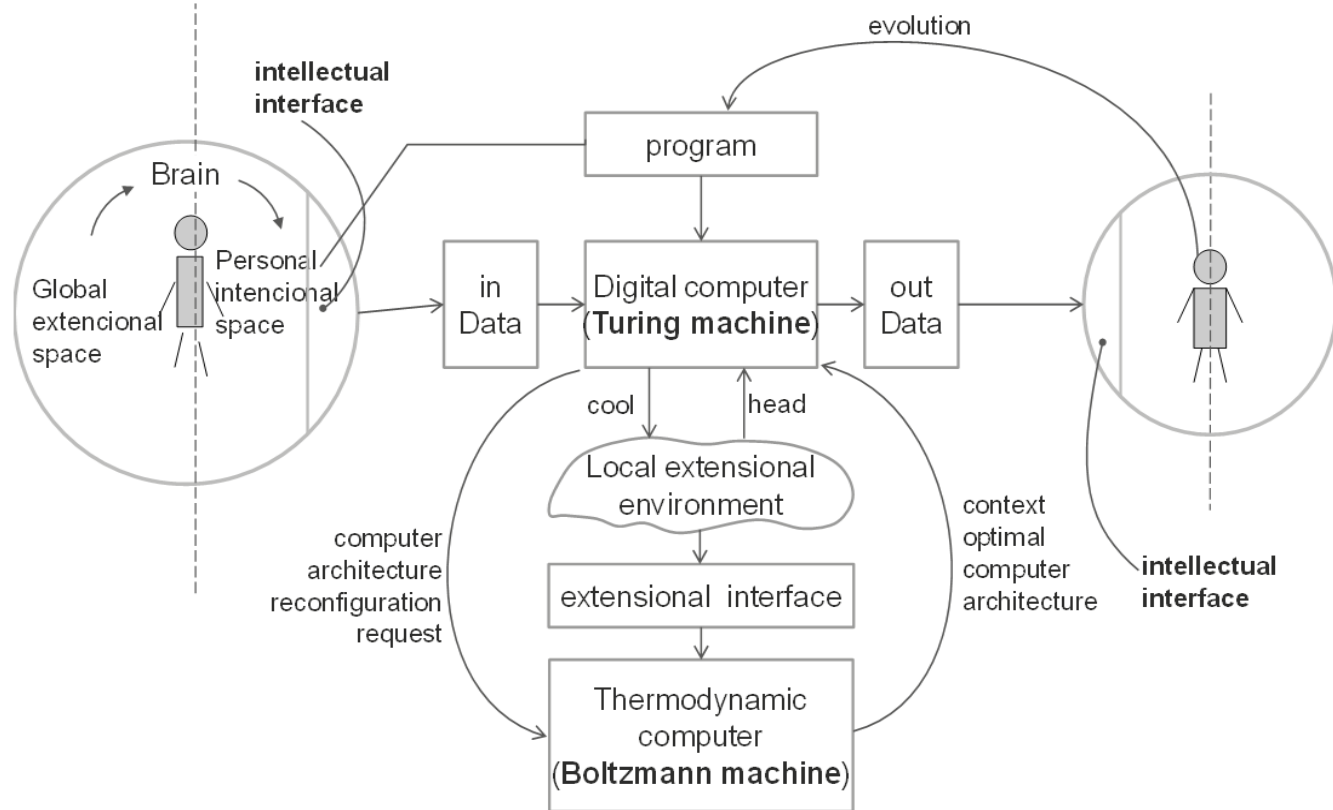 evolution
intellectual
interface
program
Brain
Personal
intencional
space
Global
extencional
space
in
Data
Digital computer
(Turing machine)
out
Data
cool
head
Local extensional
environment
computer
architecture
reconfiguration
request
context
optimal
computer
architecture
extensional interface
intellectual
interface
Thermodynamic
computer
(Boltzmann machine)